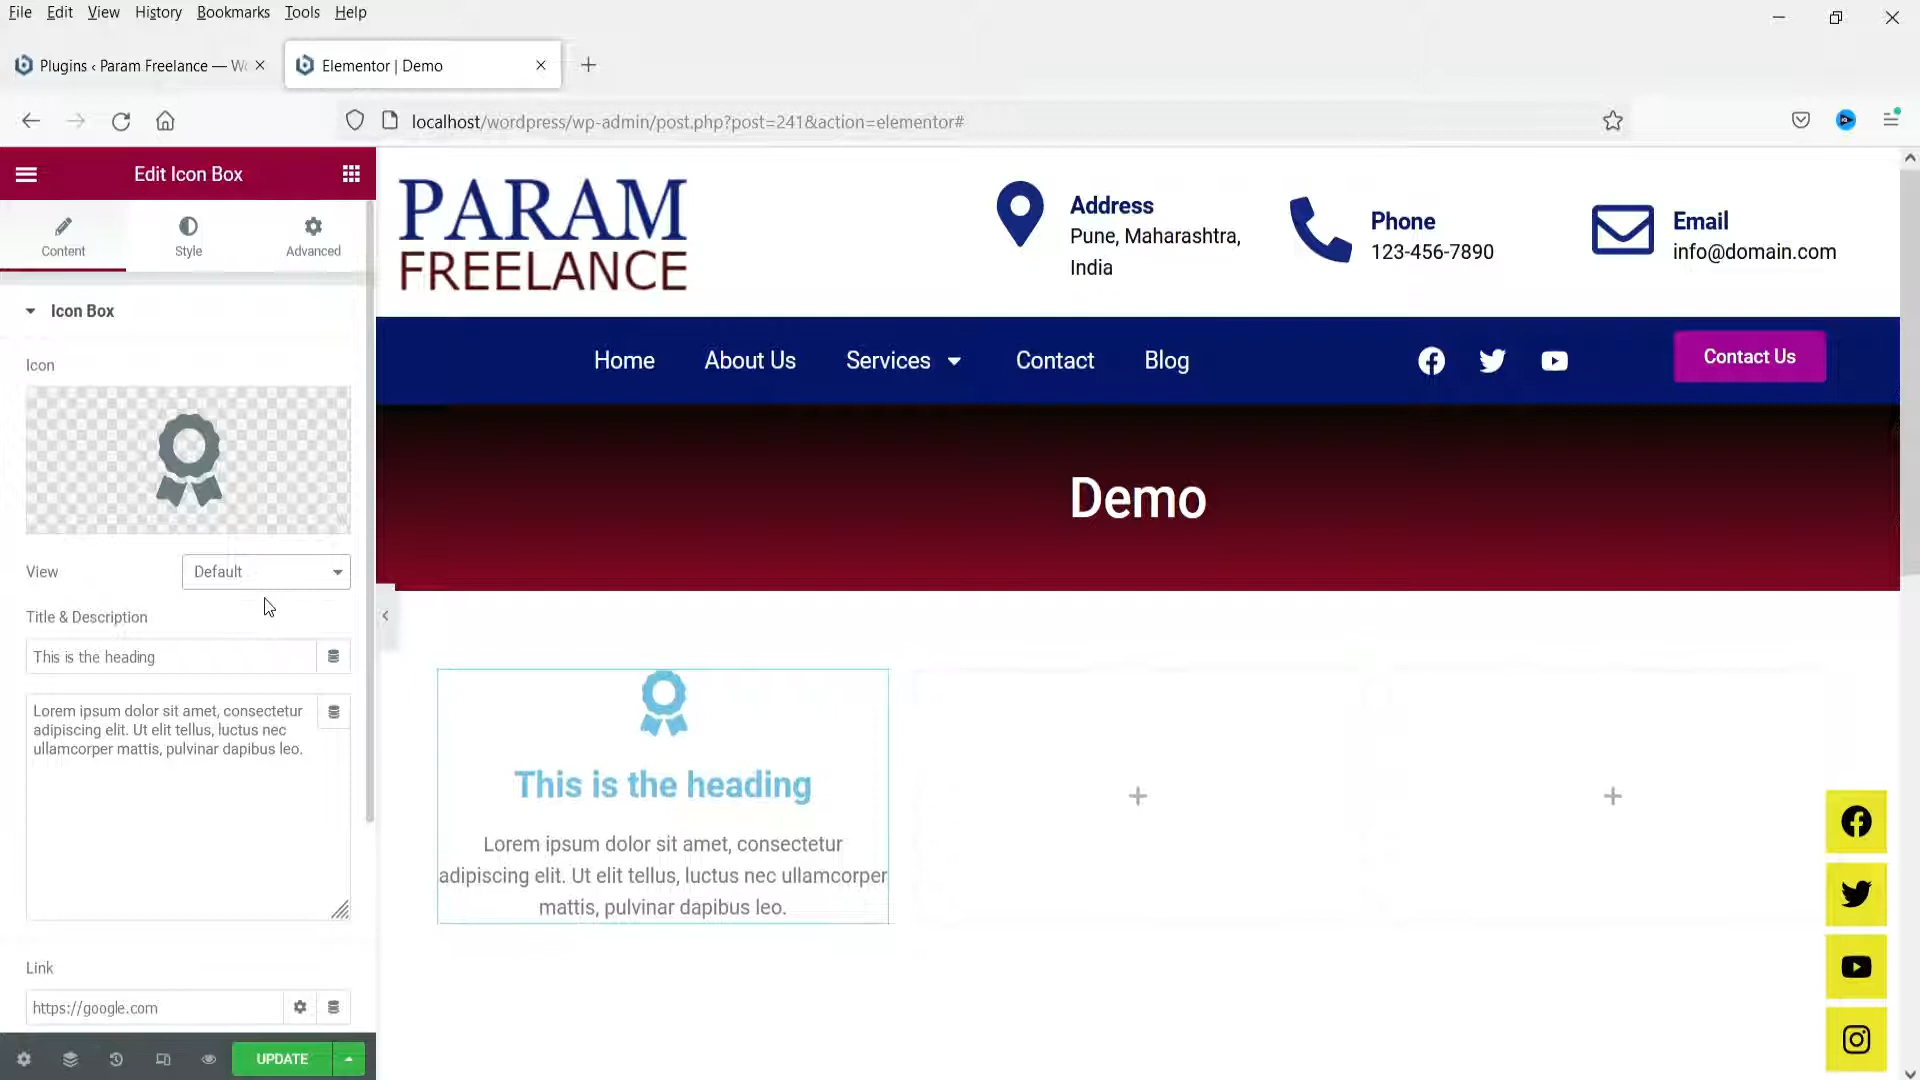 File Edit View History Bookmarks Tools Help
Plugins ‹ Param Freelance — W
Elementor | Demo
localhost/wordpress/wp-admin/post.php?post=241&action=elementor#
Edit Icon Box
Content
Style
Advanced
Icon Box
Icon
View
Default
Title & Description
This is the heading
Lorem ipsum dolor sit amet, consectetur
adipiscing elit. Ut elit tellus, luctus nec
ullamcorper mattis, pulvinar dapibus leo.
Link
https://google.com
UPDATE
PARAM
FREELANCE
Address
Pune, Maharashtra,
India
Phone
123-456-7890
Email
info@domain.com
Home About Us Services Contact Blog
Contact Us
Demo
This is the heading
Lorem ipsum dolor sit amet, consectetur
adipiscing elit. Ut elit tellus, luctus nec ullamcorper
mattis, pulvinar dapibus leo.